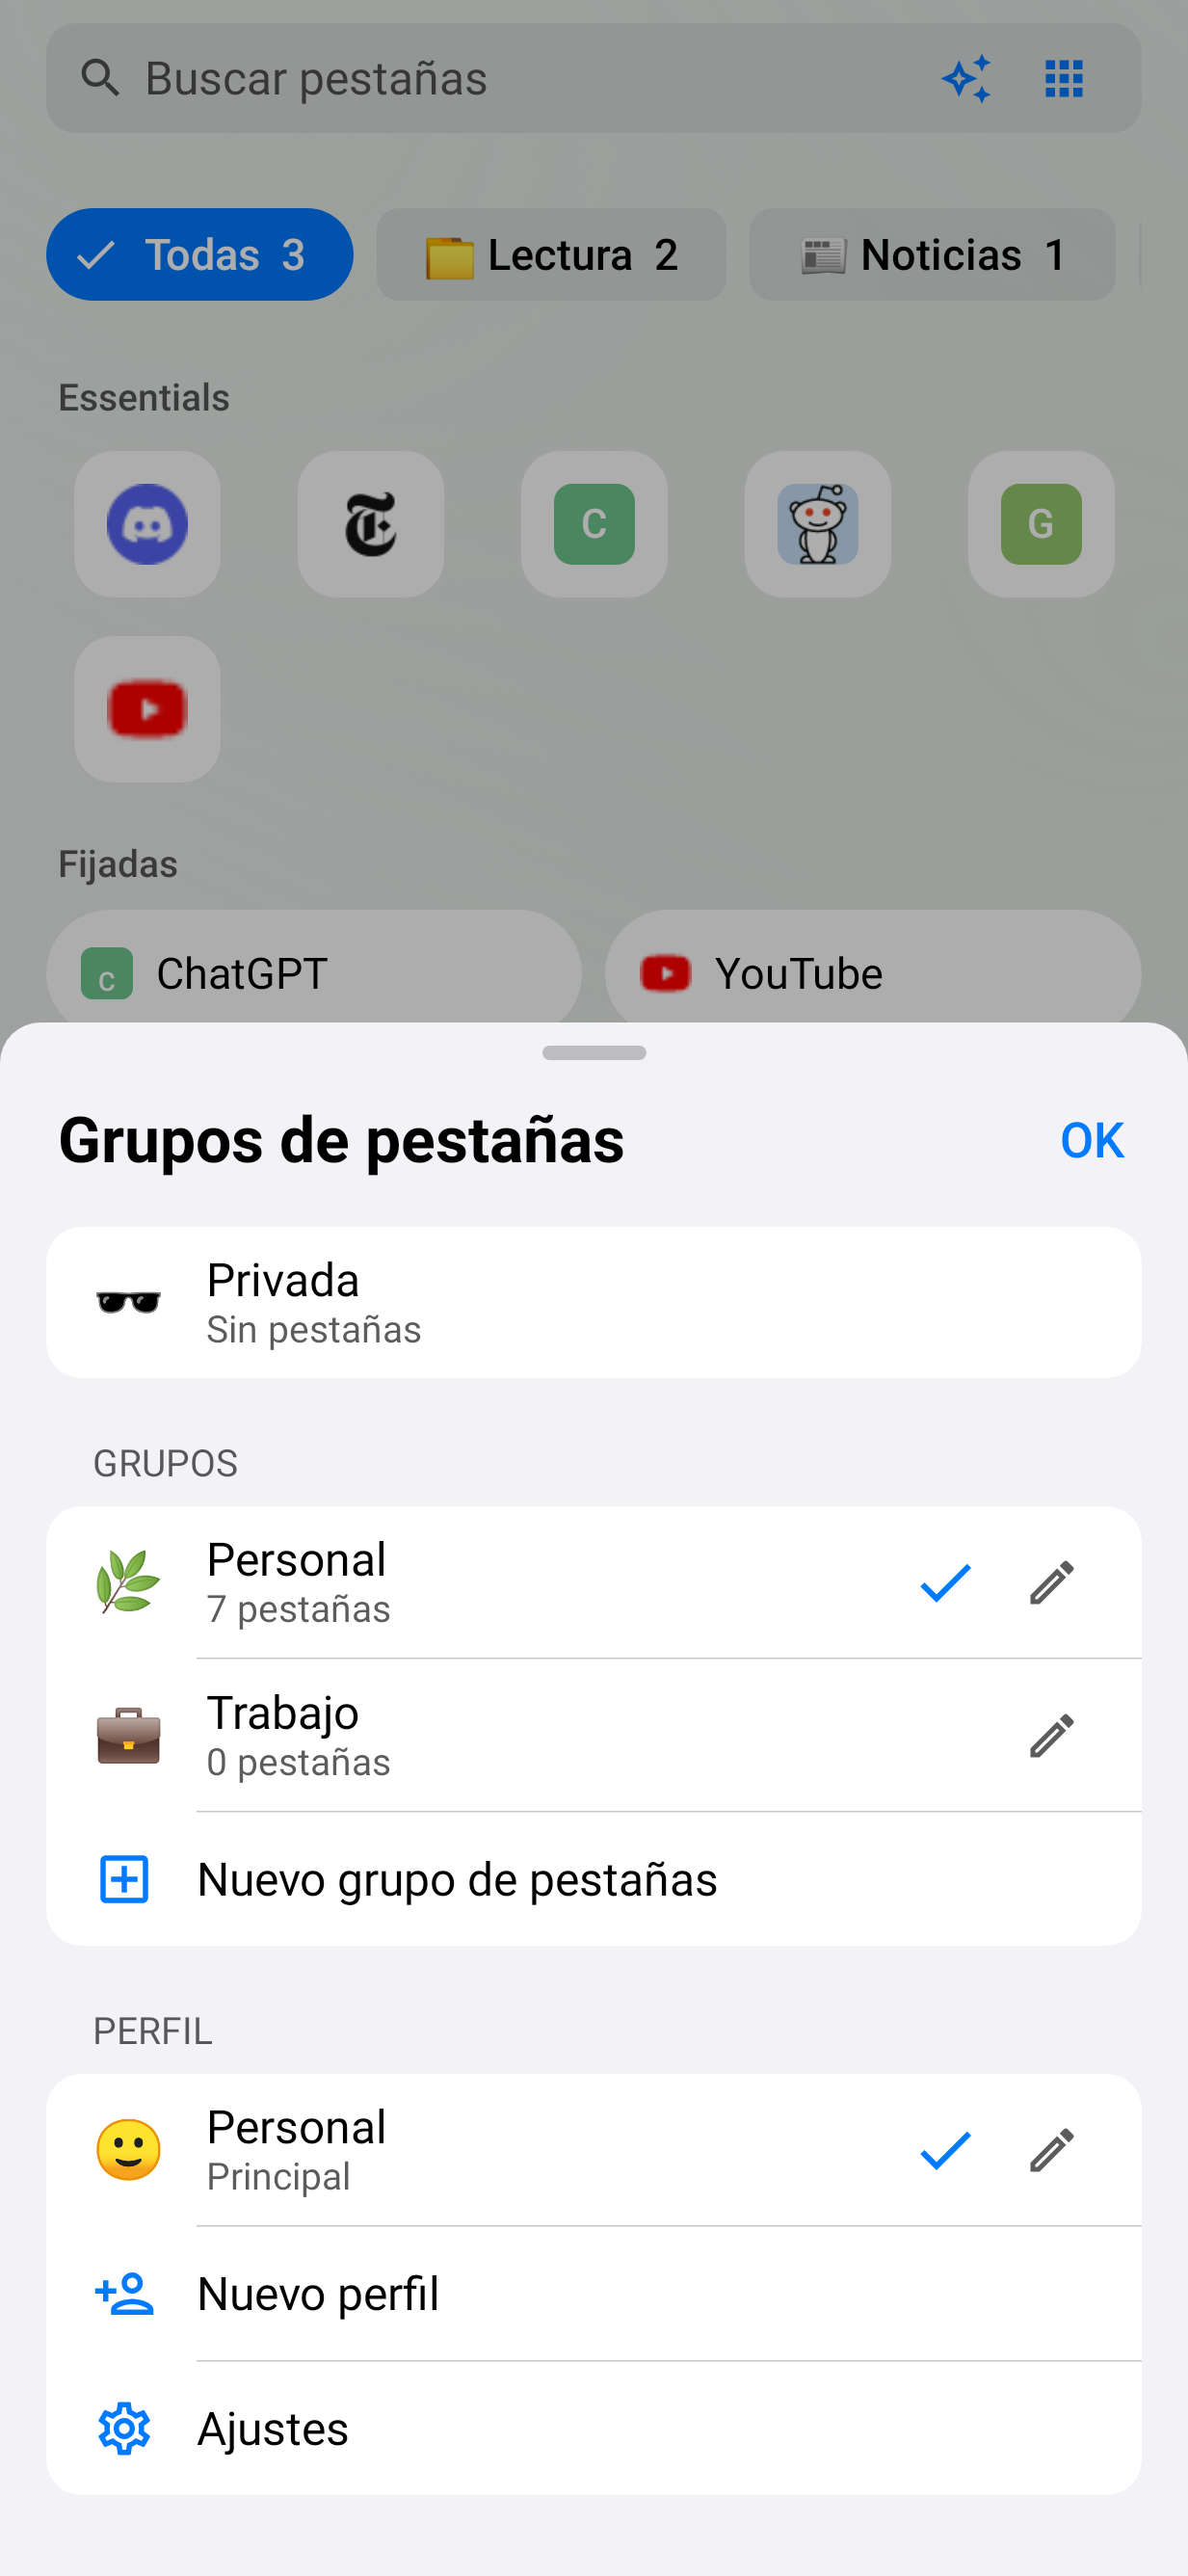 Buscar pestañas
Todas 3
Lectura 2
Noticias 1
Essentials
C
G
Fijadas
C ChatGPT
YouTube
Grupos de pestañas
OK
Privada
Sin pestañas
GRUPOS
Personal
7 pestañas
Trabajo
0 pestañas
Nuevo grupo de pestañas
PERFIL
Personal
Principal
Nuevo perfil
Ajustes